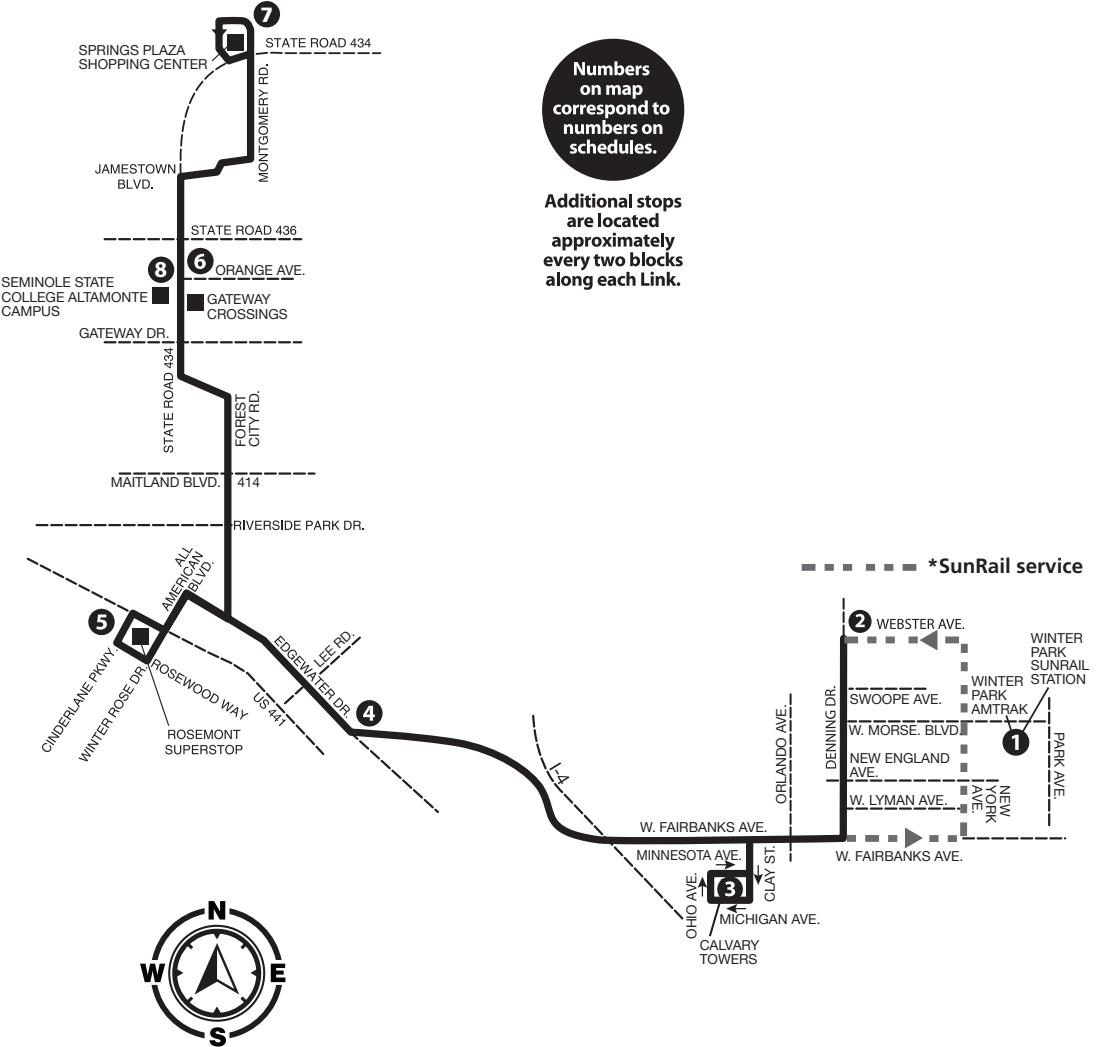 7
STATE ROAD 434
SPRINGS PLAZA
SHOPPING CENTER
MONTGOMERY RD.
JAMESTOWN
BLVD.
Numbers
on map
correspond to
numbers on
schedules.
Additional stops
are located
approximately
every two blocks
along each Link.
STATE ROAD 436
8
6
ORANGE AVE.
SEMINOLE STATE
COLLEGE ALTAMONTE
CAMPUS
GATEWAY
CROSSINGS
GATEWAY DR.
STATE ROAD 434
FOREST
CITY RD.
MAITLAND BLVD.
414
RIVERSIDE PARK DR.
ALL
AMERICAN
BLVD.
5
CINDERLANE PKWY.
WINTER ROSE DR.
ROSEWOOD WAY
ROSEMONT
SUPERSTOP
US 441
EDGEWATER DR.
LEE RD.
4
I-4
*SunRail service
2
WEBSTER AVE.
WINTER
PARK
SUNRAIL
STATION
WINTER
PARK
AMTRAK
1
SWOOPE AVE.
W. MORSE. BLVD.
DENNING DR.
ORLANDO AVE.
NEW ENGLAND
AVE.
W. LYMAN AVE.
NEW
YORK
AVE.
PARK AVE.
W. FAIRBANKS AVE.
W. FAIRBANKS AVE.
MINNESOTA AVE.
CLAY ST.
3
OHIO AVE.
MICHIGAN AVE.
CALVARY
TOWERS
N
W
E
S